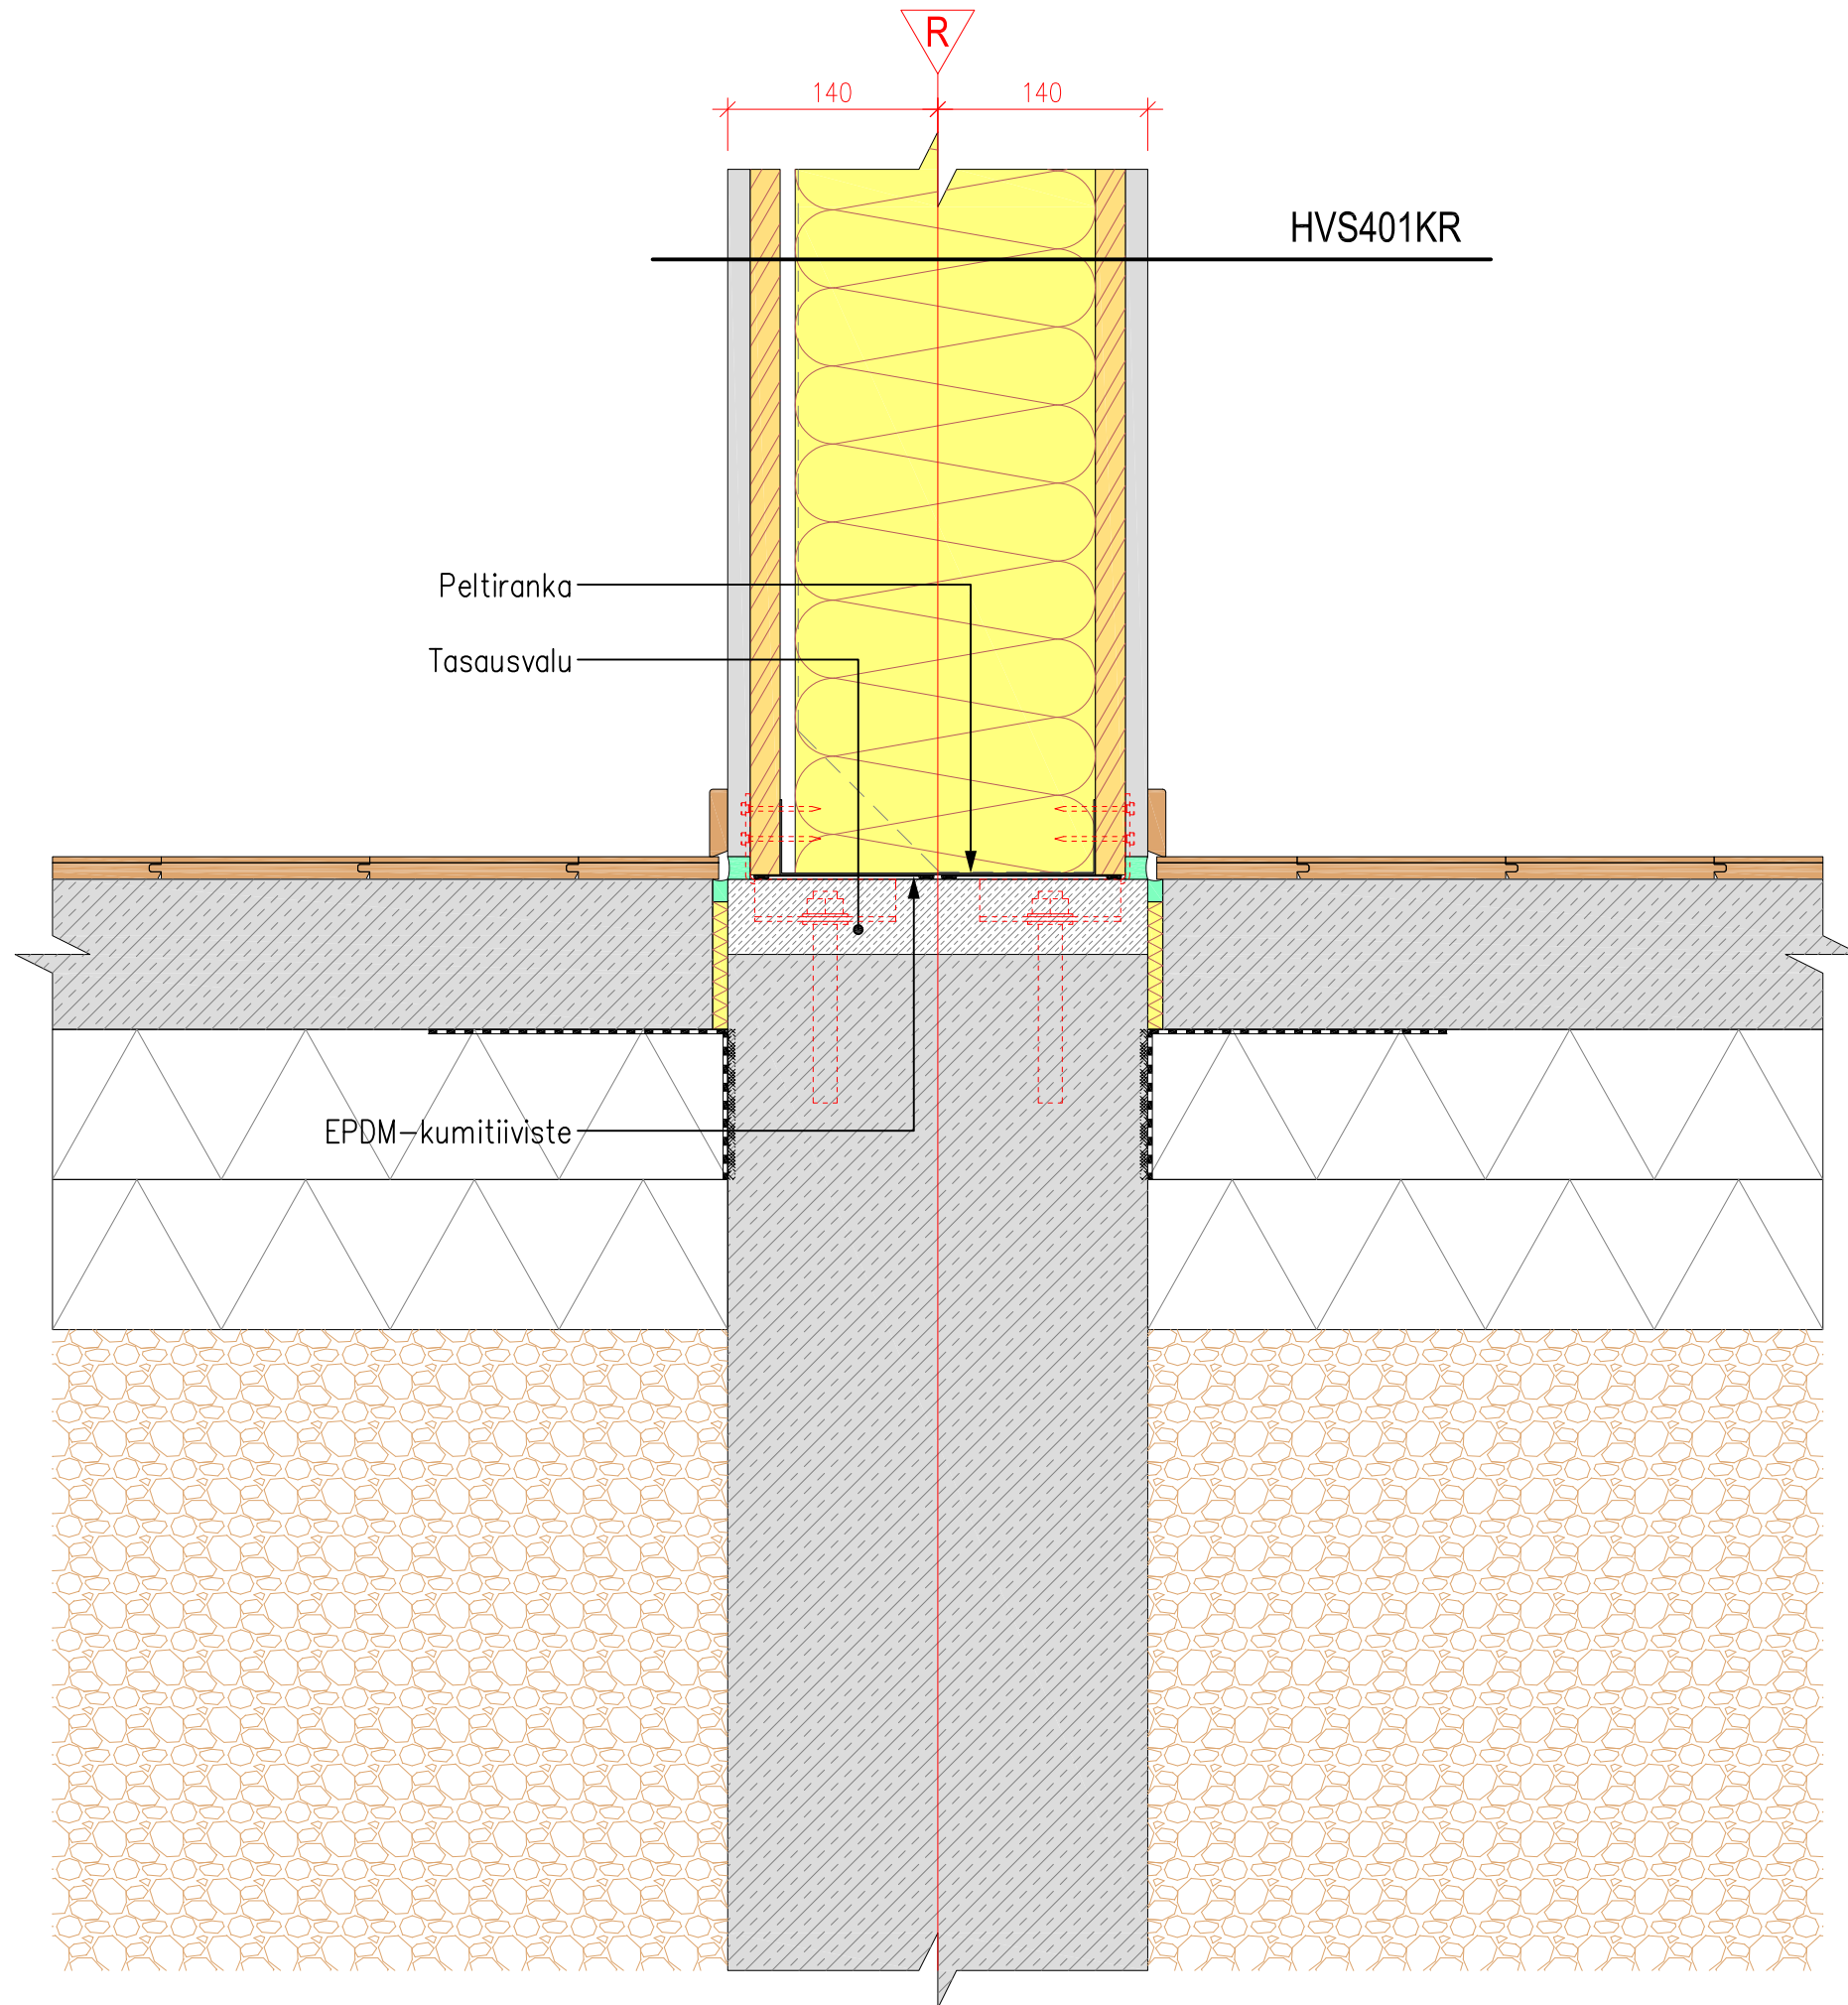 R
140 140
HVS401KR
Peltiranka
Tasausvalu
EPDM-kumitiiviste